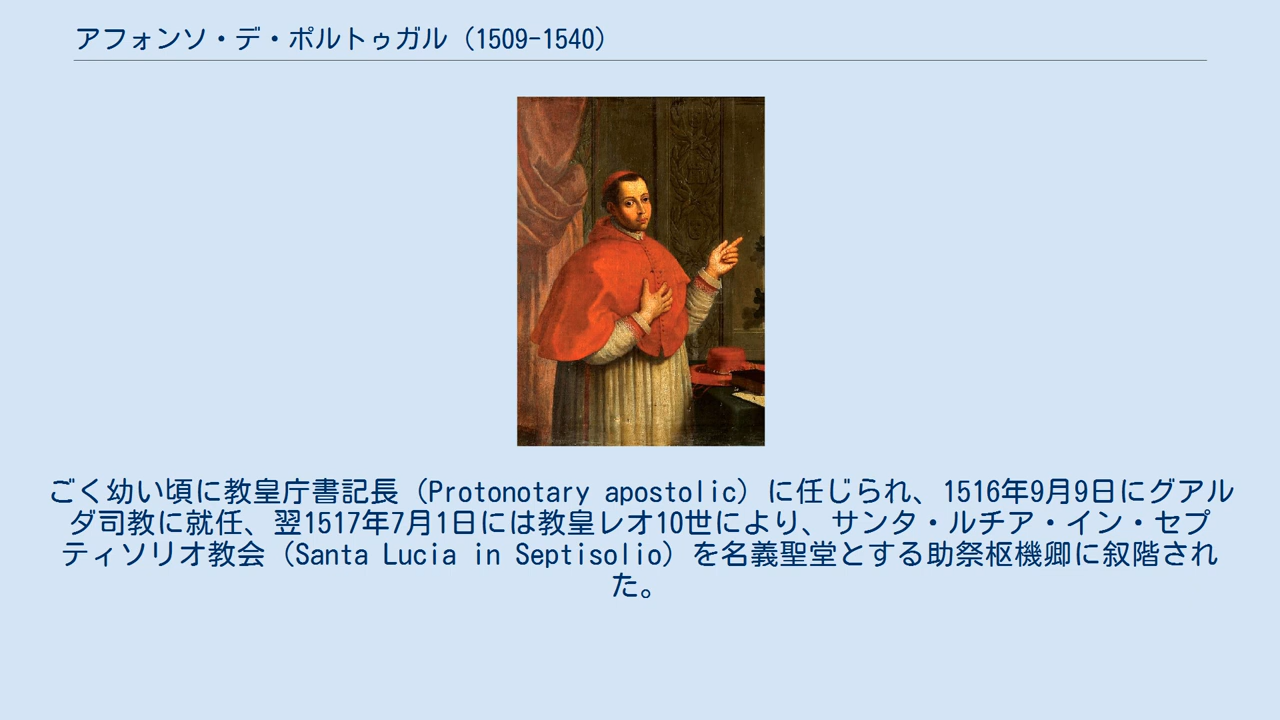 アフォンソ・デ・ポルトゥガル（1509-1540）
ごく幼い頃に教皇庁書記長（Protonotary apostolic）に任じられ、1516年9月9日にグアル
ダ司教に就任、翌1517年7月1日には教皇レオ10世により、サンタ・ルチア・イン・セプ
ティソリオ教会（Santa Lucia in Septisolio）を名義聖堂とする助祭枢機卿に叙階され
た。